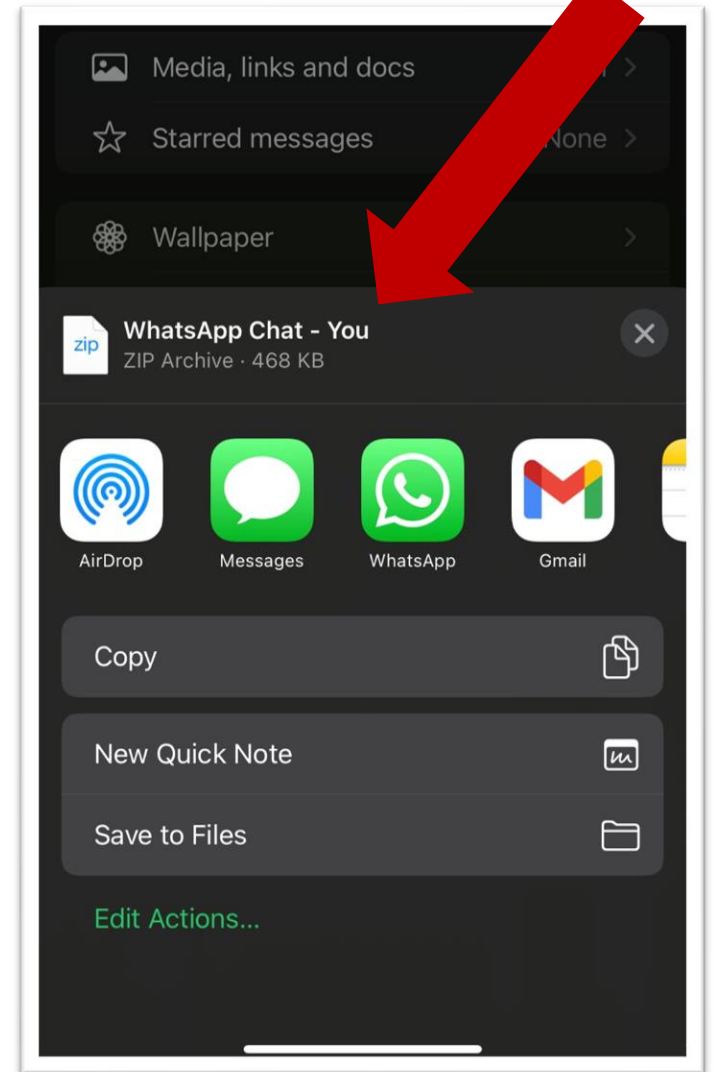 Media, links and docs
Starred messages None
Wallpaper
zip
WhatsApp Chat - You
ZIP Archive · 468 KB
AirDrop Messages WhatsApp Gmail
Copy
New Quick Note
Save to Files
Edit Actions...